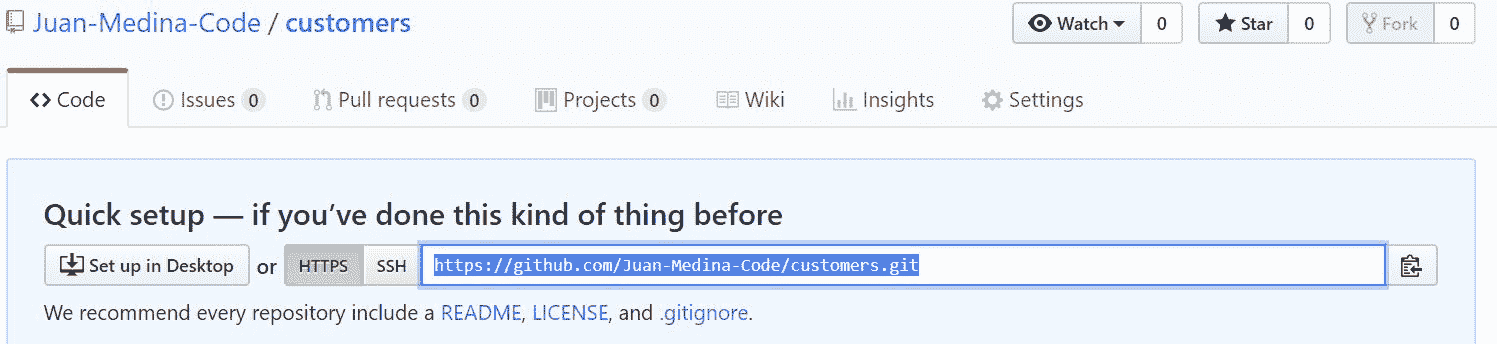 Juan-Medina-Code / customers
Watch 0 Star 0 Fork 0
Code Issues 0 Pull requests 0 Projects 0 Wiki Insights Settings
Quick setup — if you’ve done this kind of thing before
Set up in Desktop or HTTPS SSH https://github.com/Juan-Medina-Code/customers.git
We recommend every repository include a README, LICENSE, and .gitignore.